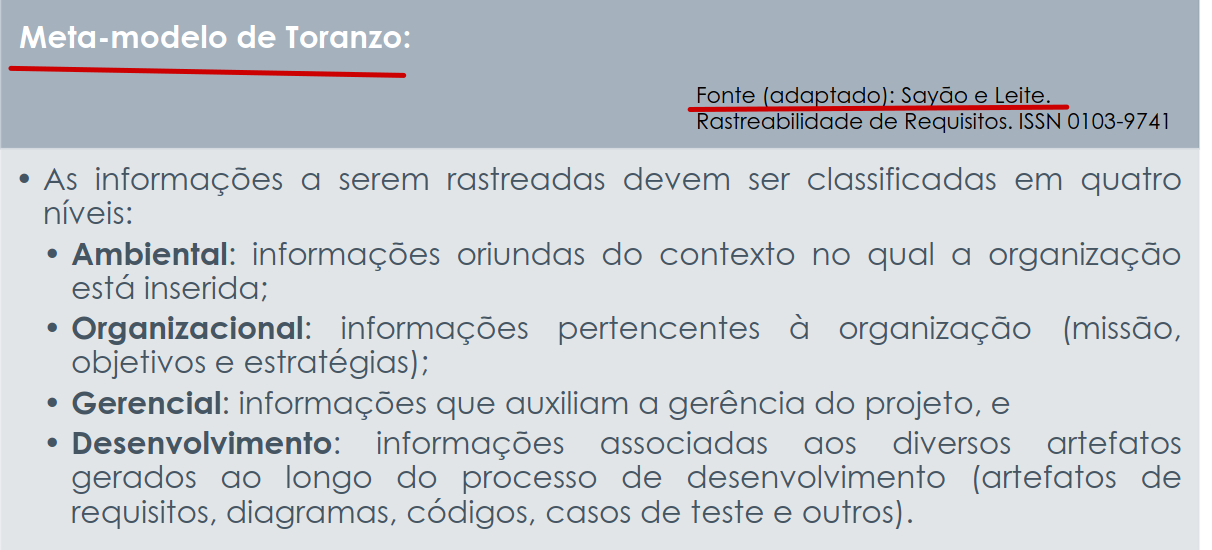 Meta-modelo de Toranzo:
Fonte (adaptado): Sayão e Leite.
Rastreabilidade de Requisitos. ISSN 0103-9741
• As informações a serem rastreadas devem ser classificadas em quatro
níveis:
• Ambiental: informações oriundas do contexto no qual a organização
está inserida;
• Organizacional: informações pertencentes à organização (missão,
objetivos e estratégias);
• Gerencial: informações que auxiliam a gerência do projeto, e
• Desenvolvimento: informações associadas aos diversos artefatos
gerados ao longo do processo de desenvolvimento (artefatos de
requisitos, diagramas, códigos, casos de teste e outros).